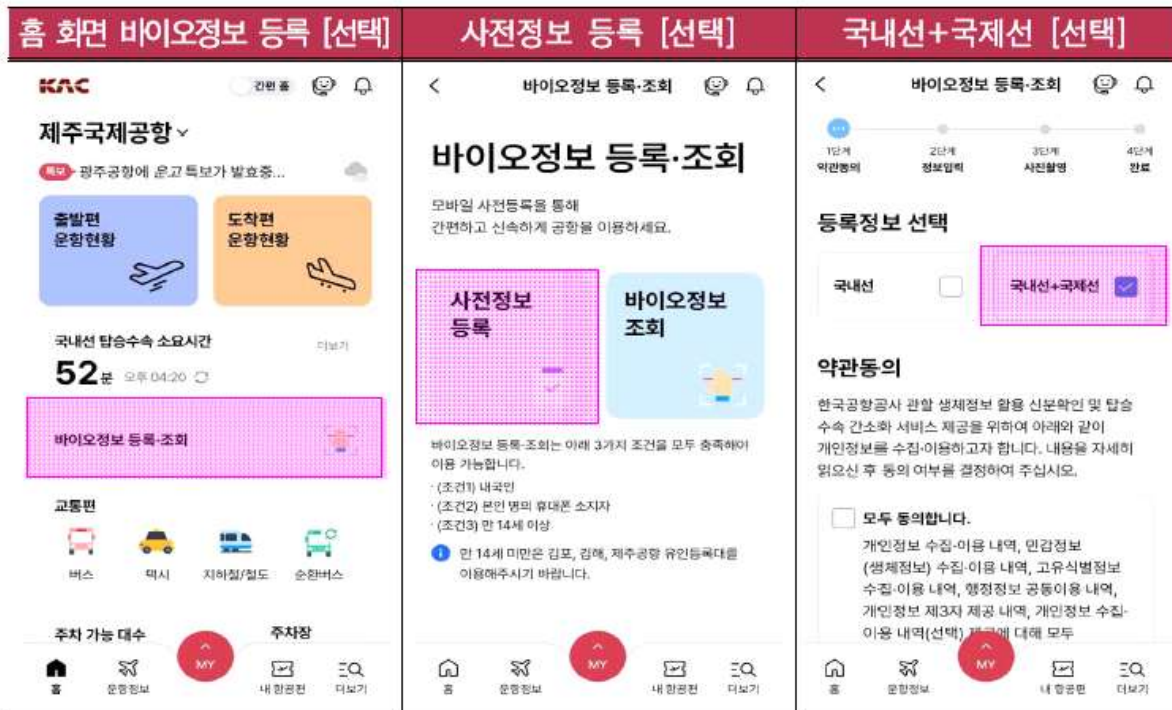 홈 화면 바이오정보 등록 [선택]
KAC
간편 홈
제주국제공항
특보 광주공항에 운고특보가 발효중...
출발편
운항현황
도착편
운항현황
국내선 탑승수속 소요시간
더보기
52분 오후 04:20
바이오정보 등록·조회
교통편
버스
택시
지하철/철도
순환버스
주차 가능 대수
주차장
홈
운항정보
MY
내 항공편
더보기
사전정보 등록 [선택]
바이오정보 등록·조회
바이오정보 등록·조회
모바일 사전등록을 통해
간편하고 신속하게 공항을 이용하세요.
사전정보
등록
바이오정보
조회
바이오정보 등록·조회는 아래 3가지 조건을 모두 충족해야
이용 가능합니다.
· (조건1) 내국인
· (조건2) 본인 명의 휴대폰 소지자
· (조건3) 만 14세 이상
만 14세 미만은 김포, 김해, 제주공항 유인등록대를
이용해주시기 바랍니다.
홈
운항정보
MY
내 항공편
더보기
국내선+국제선 [선택]
바이오정보 등록·조회
1단계
약관동의
2단계
정보입력
3단계
사진촬영
4단계
완료
등록정보 선택
국내선
국내선+국제선
약관동의
한국공항공사 관할 생체정보 활용 신분확인 및 탑승
수속 간소화 서비스 제공을 위하여 아래와 같이
개인정보를 수집·이용하고자 합니다. 내용을 자세히
읽으신 후 동의 여부를 결정하여 주십시오.
모두 동의합니다.
개인정보 수집·이용 내역, 민감정보
(생체정보) 수집·이용 내역, 고유식별정보
수집·이용 내역, 행정정보 공동이용 내역,
개인정보 제3자 제공 내역, 개인정보 수집·
이용 내역(선택) 에 대해 모두
홈
운항정보
MY
내 항공편
더보기